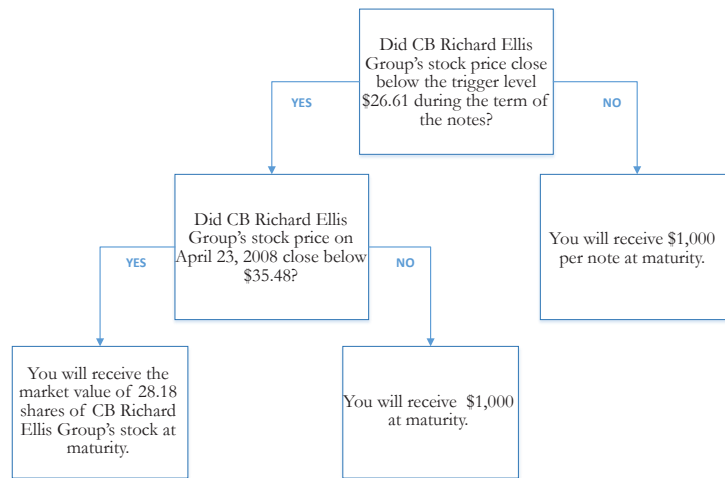 Did CB Richard Ellis
Group's stock price close
below the trigger level
$26.61 during the term of
the notes?
YES
NO
Did CB Richard Ellis
Group's stock price on
April 23, 2008 close below
$35.48?
You will receive $1,000
per note at maturity.
YES
NO
You will receive the
market value of 28.18
shares of CB Richard
Ellis Group's stock at
maturity.
You will receive $1,000
at maturity.